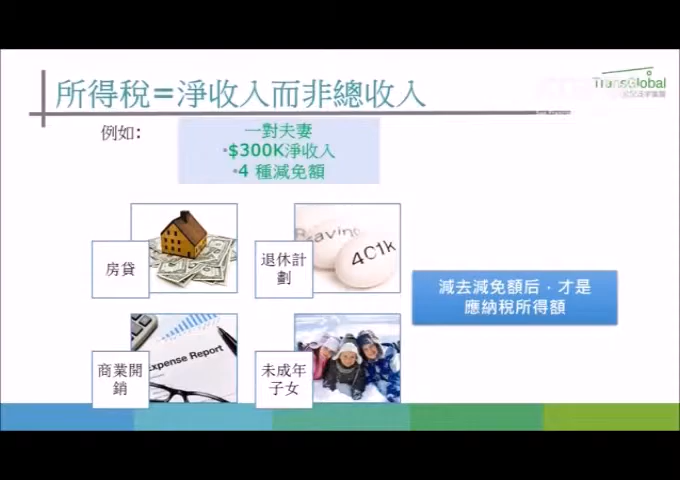 所得稅=淨收入而非總收入
TransGlobal
例如:
一對夫妻
•$300K淨收入
•4 種減免額
房貸
退休計
劃
401k
減去減免額后，才是
應納稅所得額
商業開
銷
Expense Report
未成年
子女